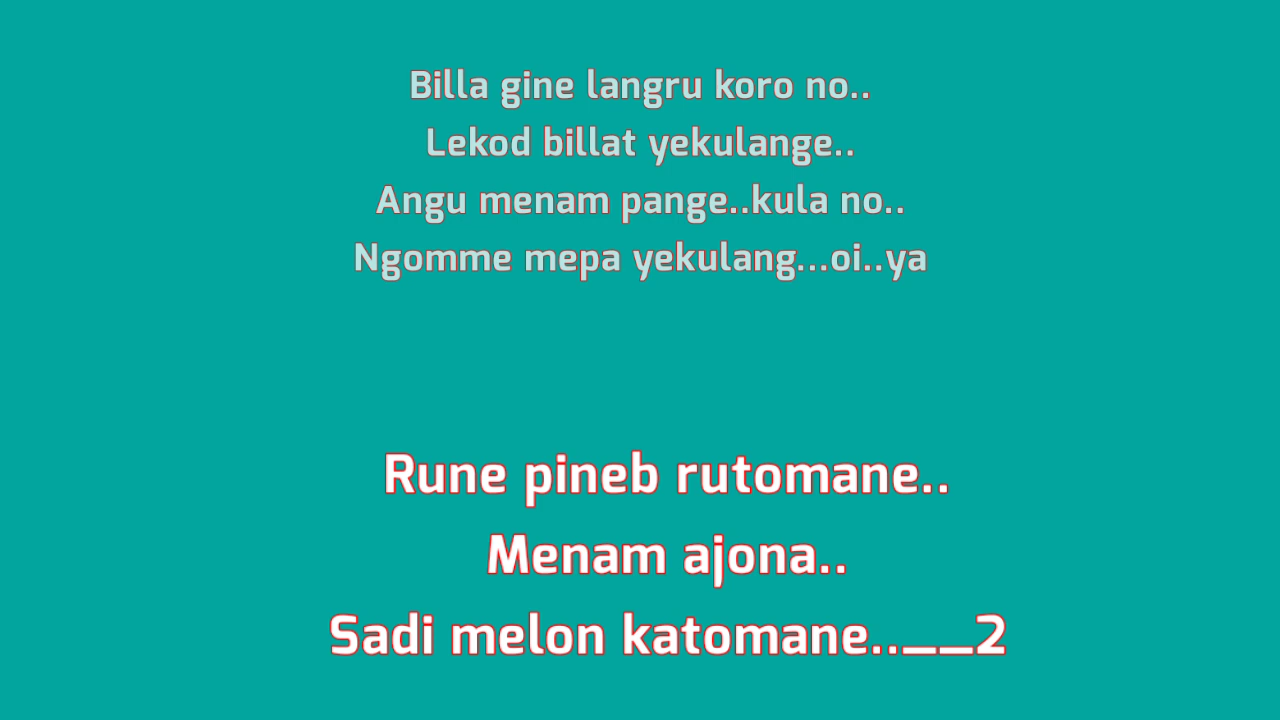 Billa gine langru koro no..
Lekod billat yekulange..
Angu menam pange..kula no..
Ngomme mepa yekulang...oi..ya
Rune pineb rutomane..
Menam ajona..
Sadi melon katomane..__2